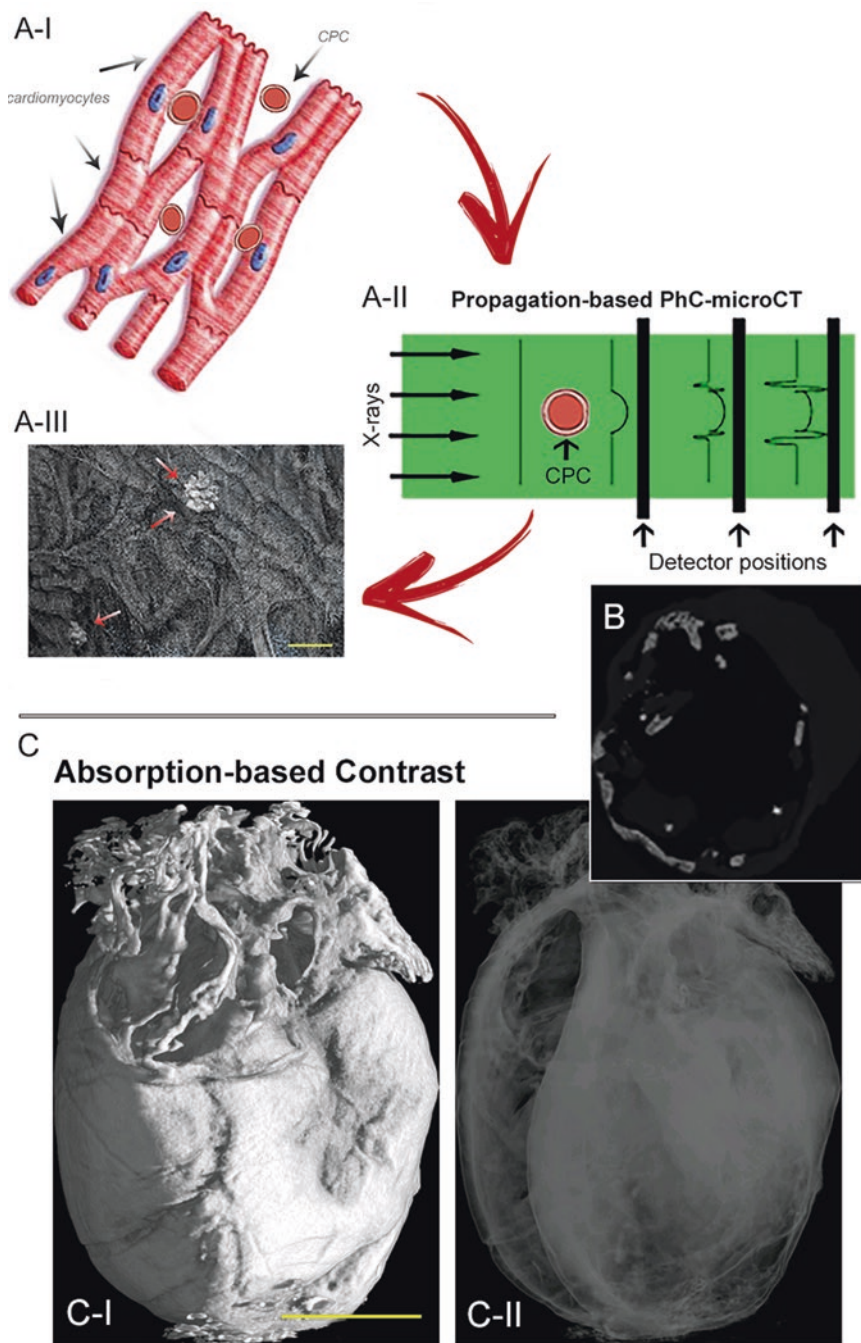 A-I
CPC
cardiomyocytes
A-II
Propagation-based PhC-microCT
X-rays
CPC
Detector positions
A-III
B
C
Absorption-based Contrast
C-I
C-II